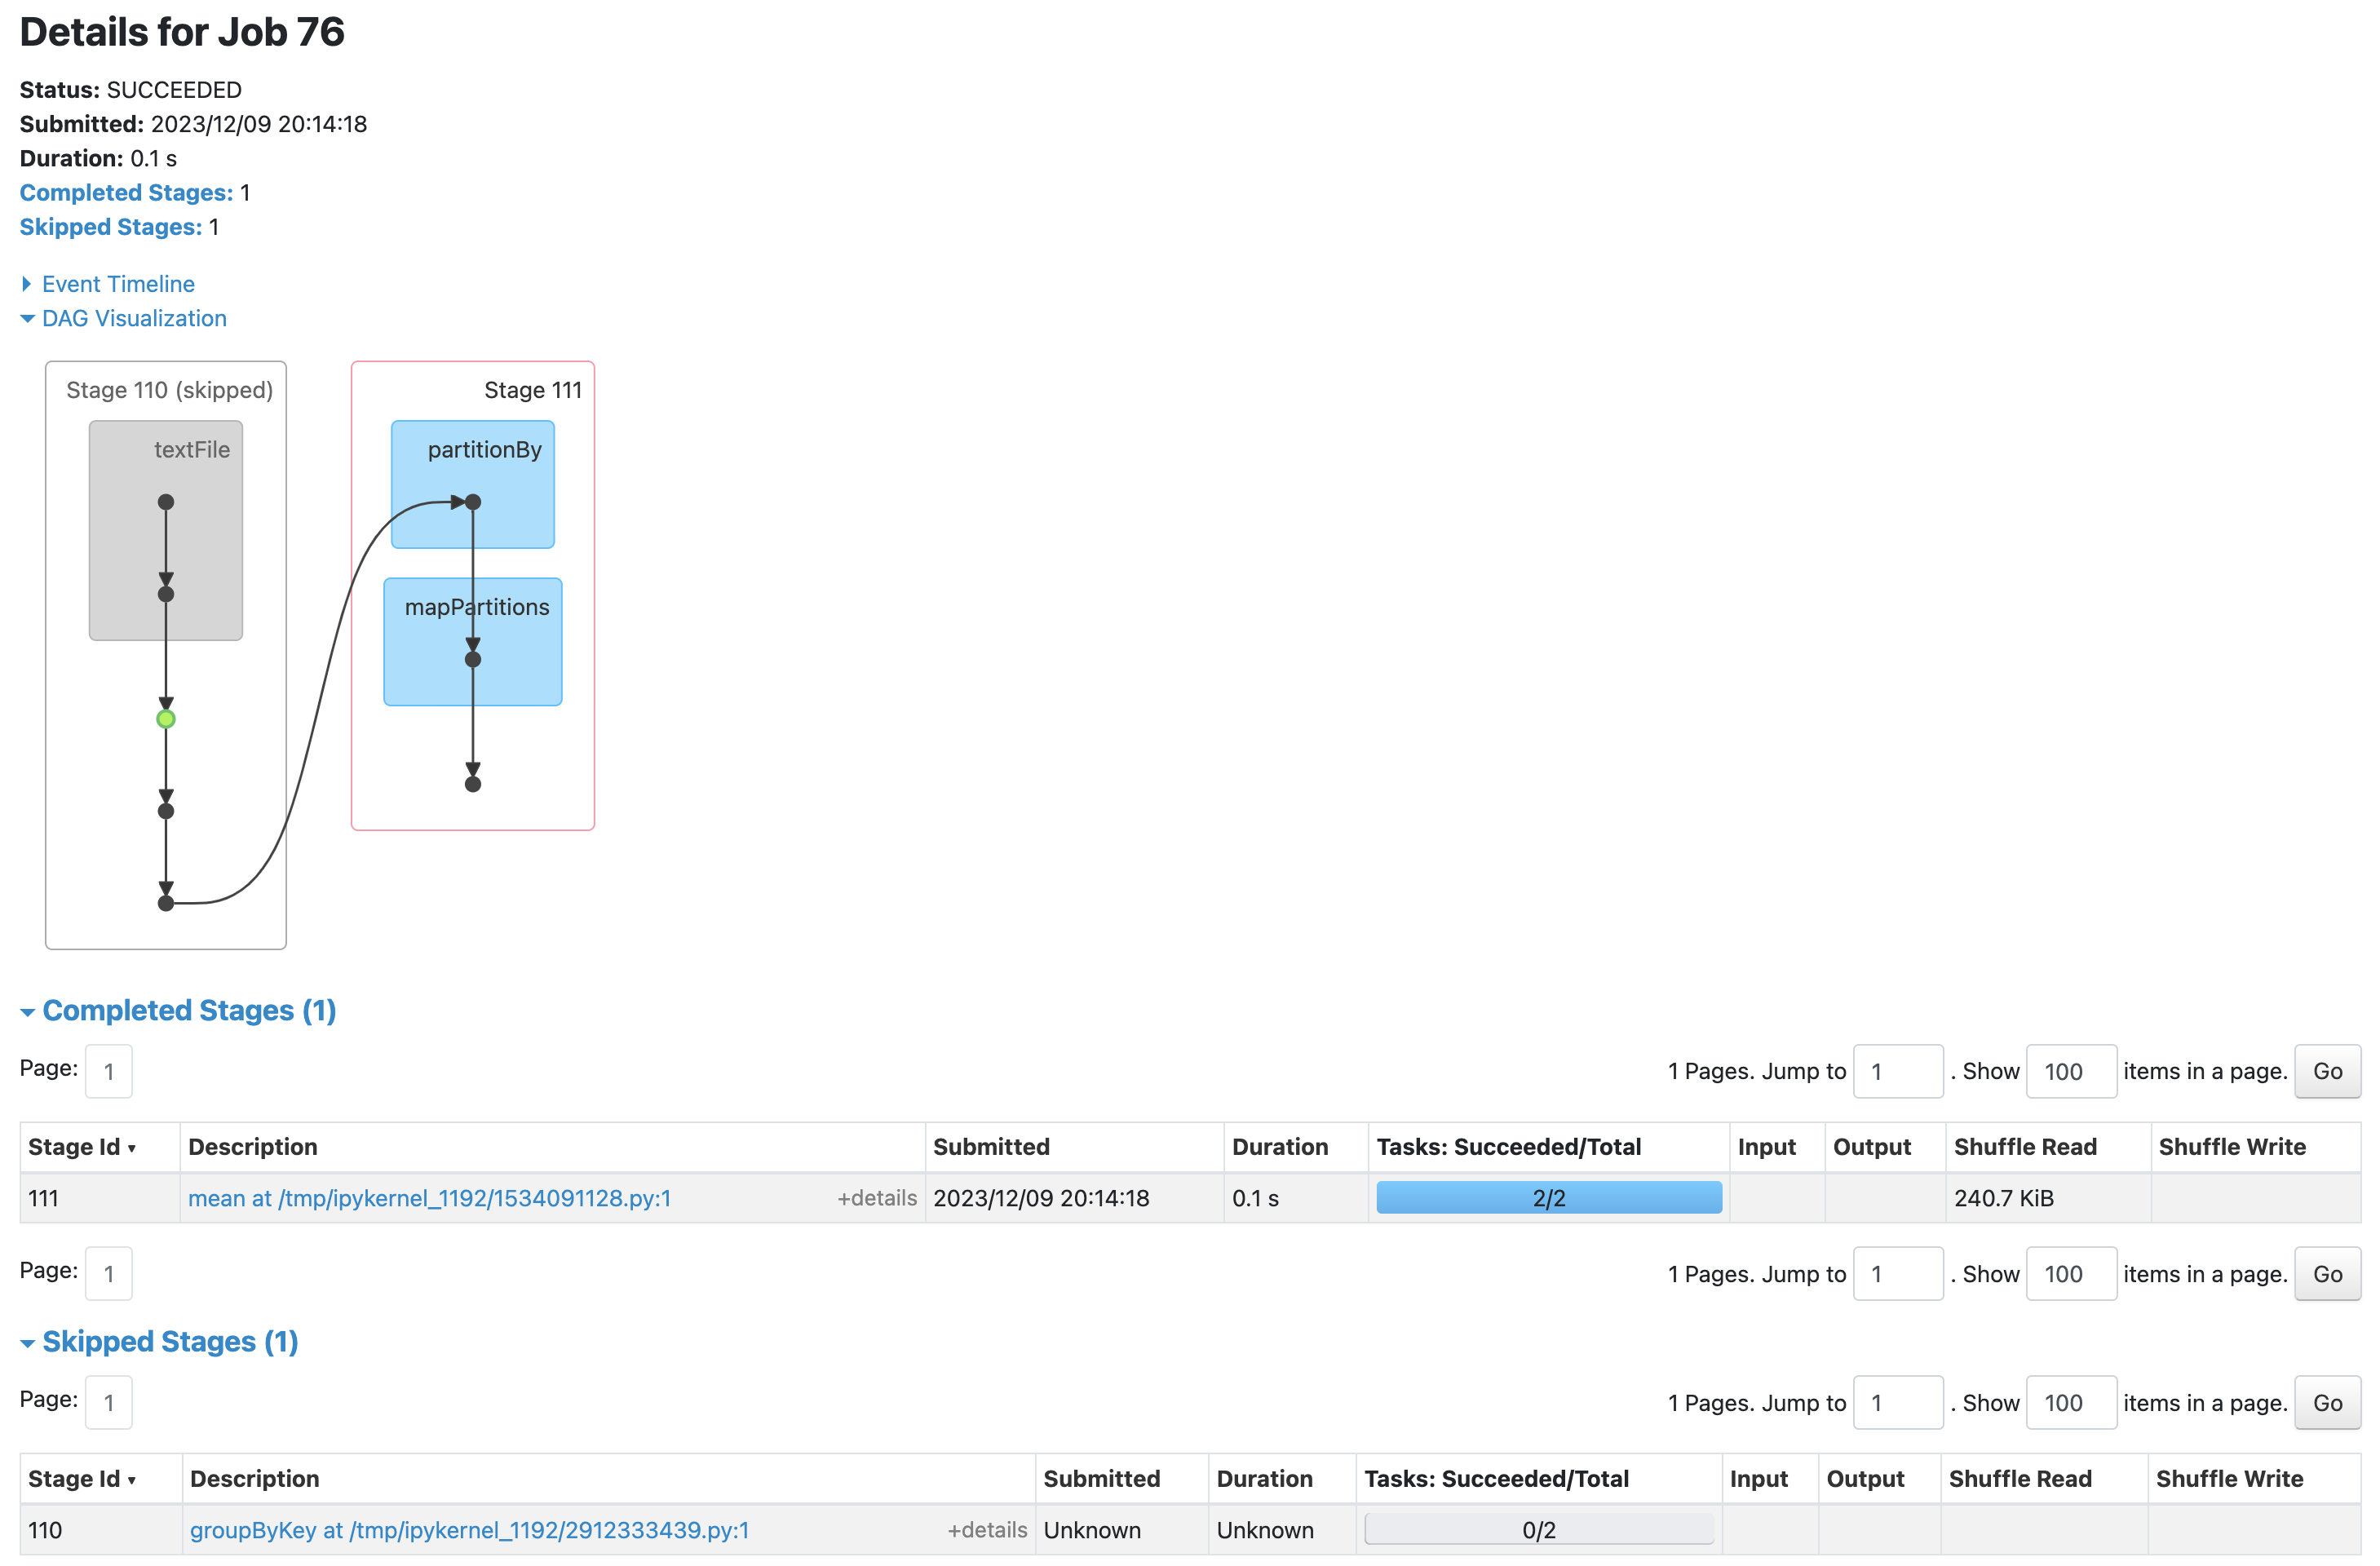 Details for Job 76
Status: SUCCEEDED
Submitted: 2023/12/09 20:14:18
Duration: 0.1 s
Completed Stages: 1
Skipped Stages: 1
Event Timeline
DAG Visualization
Stage 110 (skipped)
textFile
Stage 111
partitionBy
mapPartitions
Completed Stages (1)
Page: 1
1 Pages. Jump to 1 . Show 100 items in a page. Go
Stage Id ▾ Description Submitted Duration Tasks: Succeeded/Total Input Output Shuffle Read Shuffle Write
111 mean at /tmp/ipykernel_1192/1534091128.py:1 +details 2023/12/09 20:14:18 0.1 s 2/2 240.7 KiB
Page: 1
1 Pages. Jump to 1 . Show 100 items in a page. Go
Skipped Stages (1)
Page: 1
1 Pages. Jump to 1 . Show 100 items in a page. Go
Stage Id ▾ Description Submitted Duration Tasks: Succeeded/Total Input Output Shuffle Read Shuffle Write
110 groupByKey at /tmp/ipykernel_1192/2912333439.py:1 +details Unknown Unknown 0/2